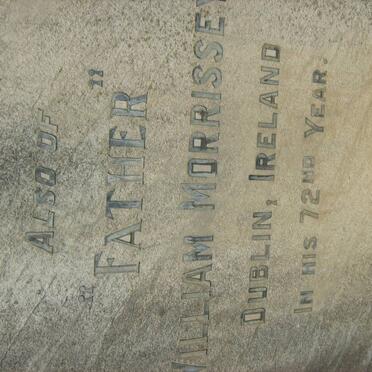 ALSO OF
"FATHER"
WILLIAM MORRISSEY
DUBLIN, IRELAND
IN HIS 72ND YEAR.